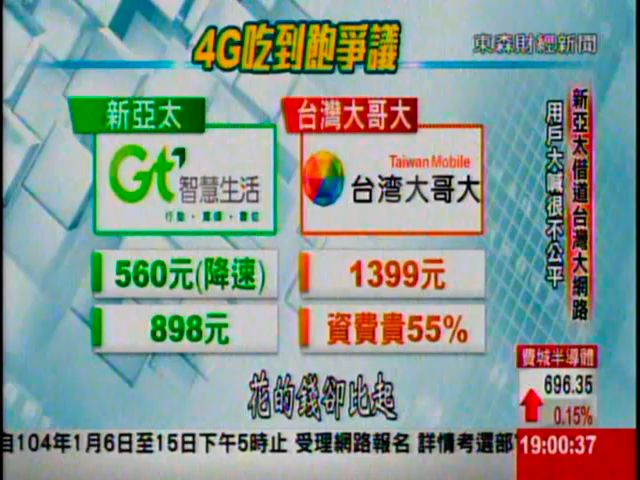 4G吃到飽爭議
東森財經新聞
新亞太
Gt智慧生活
560元(降速)
898元
台灣大哥大
Taiwan Mobile
台湾大哥大
1399元
資費貴55%
新亞太借道台灣大網路
用戶大喊很不公平
花的錢卻比起
費城半導體
696.35
0.15%
自104年1月6日至15日下午5時止 受理網路報名 詳情考選部
19:00:37